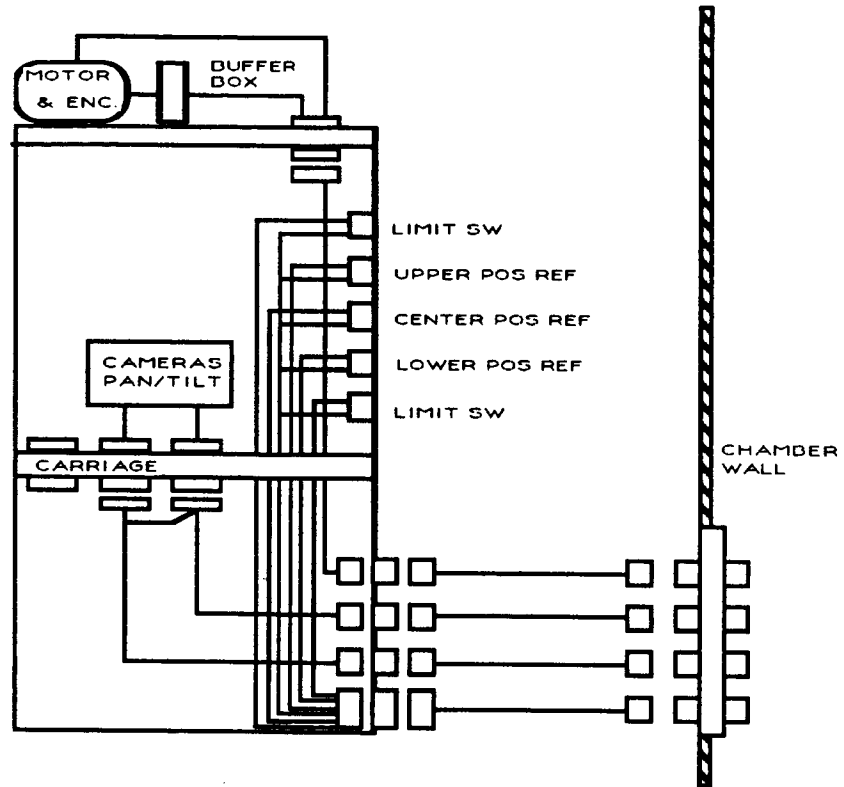 MOTOR
& ENC.
BUFFER
BOX
LIMIT SW
UPPER POS REF
CENTER POS REF
LOWER POS REF
LIMIT SW
CAMERAS
PAN/TILT
CARRIAGE
CHAMBER
WALL